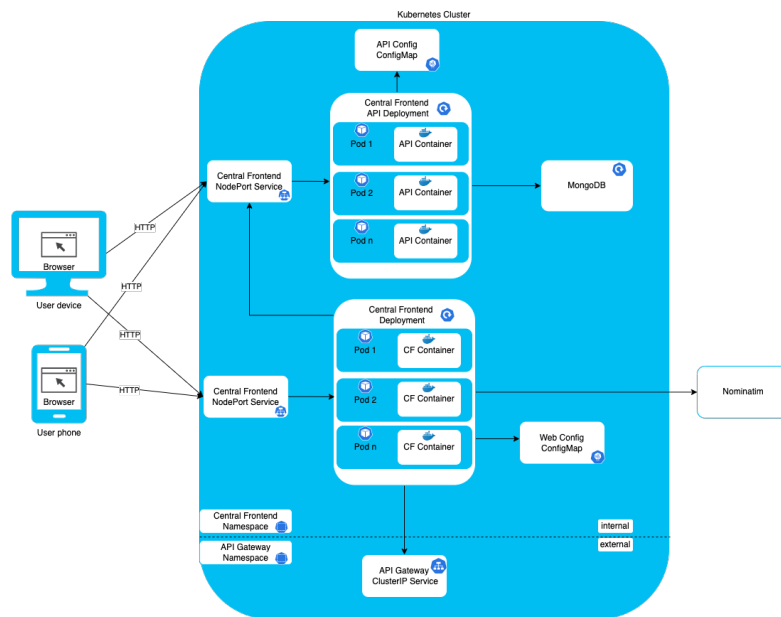 Kubernetes Cluster
API Config
ConfigMap
Central Frontend
API Deployment
Pod 1
API Container
Pod 2
API Container
Pod n
API Container
Central Frontend
NodePort Service
MongoDB
HTTP
HTTP
HTTP
HTTP
Browser
User device
Browser
User phone
Central Frontend
Deployment
Pod 1
CF Container
Pod 2
CF Container
Pod n
CF Container
Central Frontend
NodePort Service
Nominatim
Web Config
ConfigMap
Central Frontend
Namespace
internal
API Gateway
Namespace
external
API Gateway
ClusterIP Service